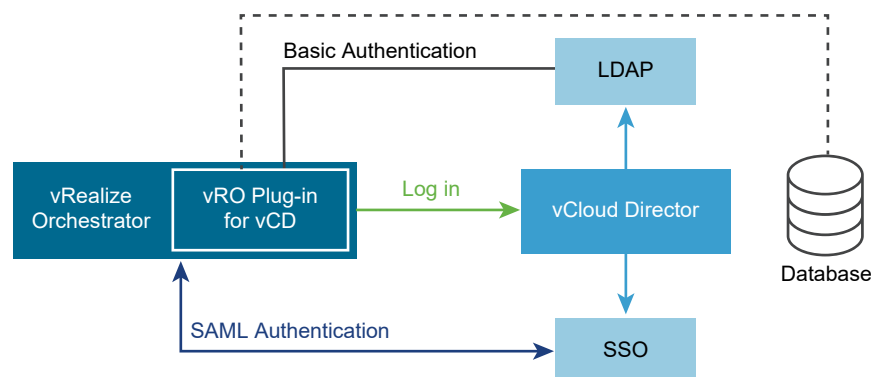 Basic Authentication
LDAP
vRealize
Orchestrator
vRO Plug-in
for vCD
Log in
vCloud Director
Database
SAML Authentication
SSO